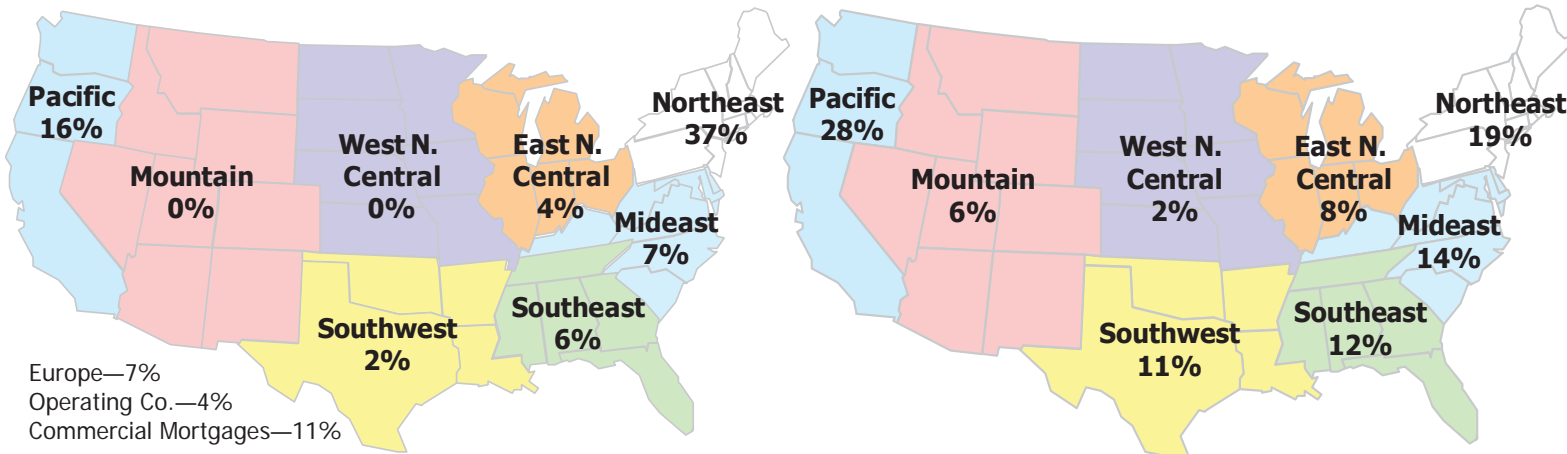 Pacific
16%
Mountain
0%
West N.
Central
0%
East N.
Central
4%
Northeast
37%
Mideast
7%
Southeast
6%
Southwest
2%
Europe—7%
Operating Co.—4%
Commercial Mortgages—11%
Pacific
28%
Mountain
6%
West N.
Central
2%
East N.
Central
8%
Northeast
19%
Mideast
14%
Southeast
12%
Southwest
11%